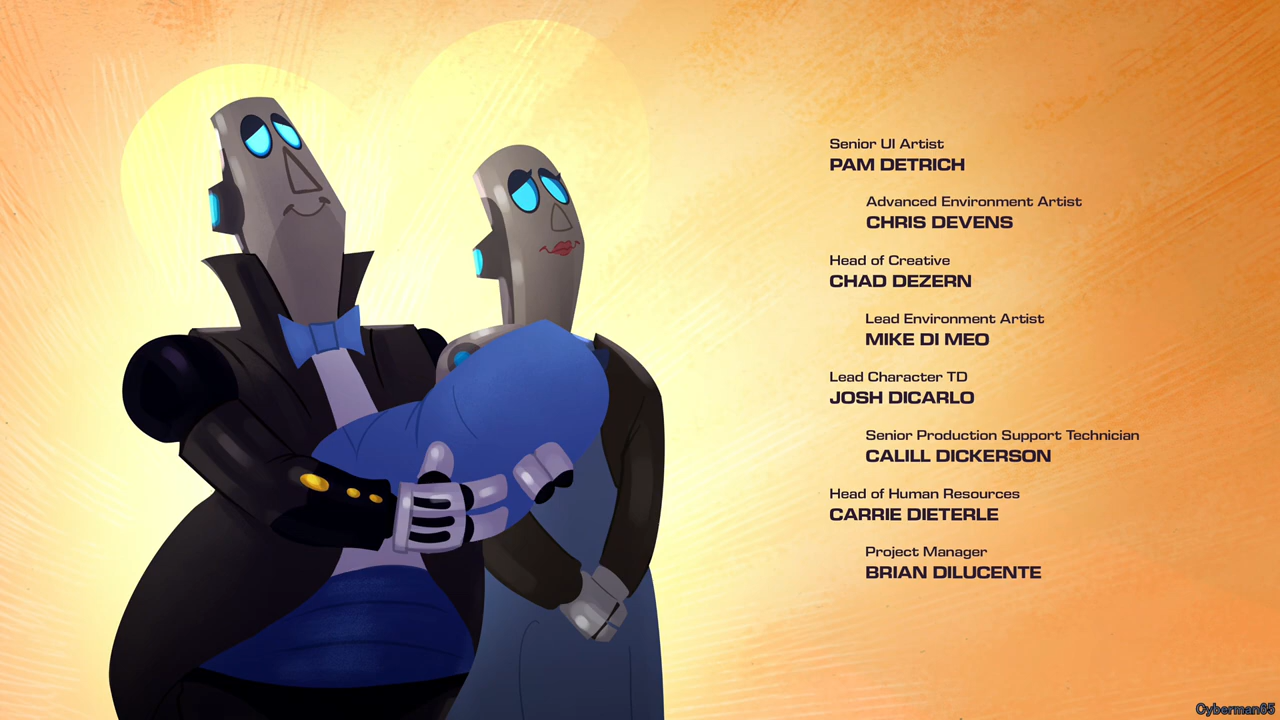 Senior UI Artist
PAM DETRICH
Advanced Environment Artist
CHRIS DEVENS
Head of Creative
CHAD DEZERN
Lead Environment Artist
MIKE DI MEO
Lead Character TD
JOSH DICARLO
Senior Production Support Technician
CALILL DICKERSON
Head of Human Resources
CARRIE DIETERLE
Project Manager
BRIAN DILUCENTE
Cyberman65